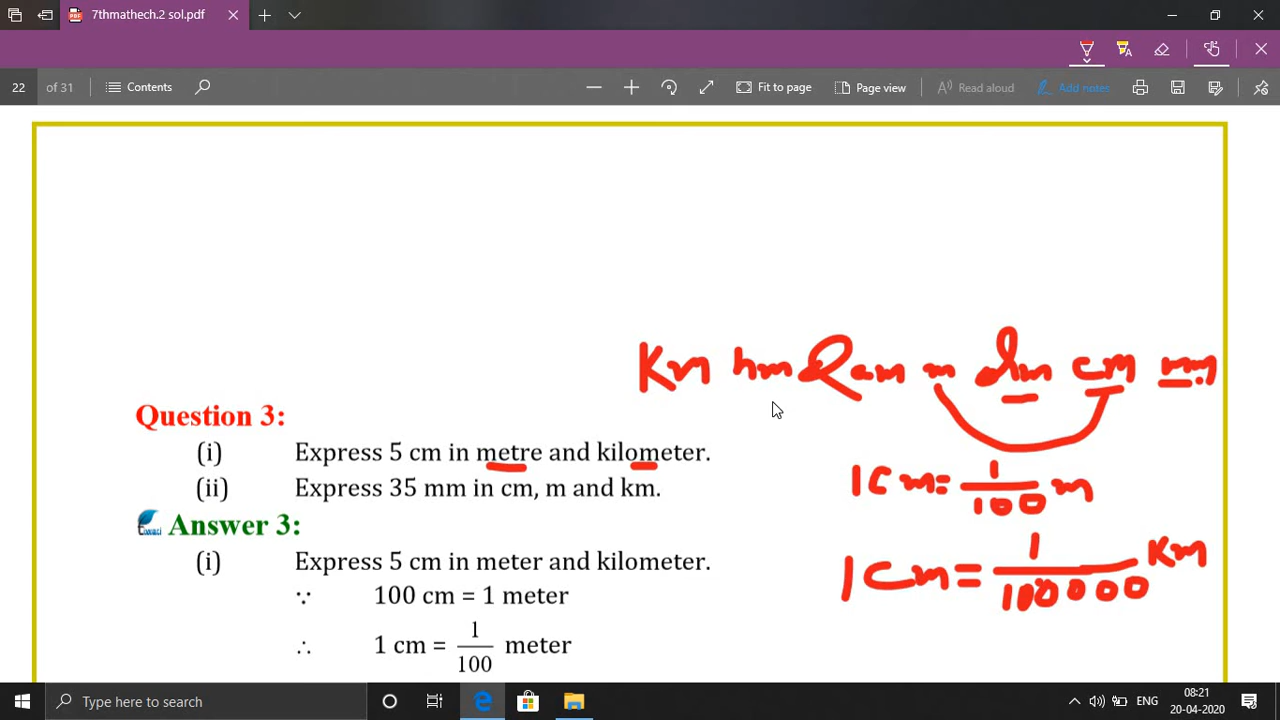 7thmathech.2 sol.pdf
22 of 31 Contents Fit to page Page view Read aloud Add notes
Km hm Dam m dm cm mm
Question 3:
(i) Express 5 cm in metre and kilometer.
(ii) Express 35 mm in cm, m and km.
1 cm = 1/100 m
Answer 3:
(i) Express 5 cm in meter and kilometer.
1 cm = 1/100000 Km
∵ 100 cm = 1 meter
∴ 1 cm = 1/100 meter
Type here to search
ENG
08:21
20-04-2020